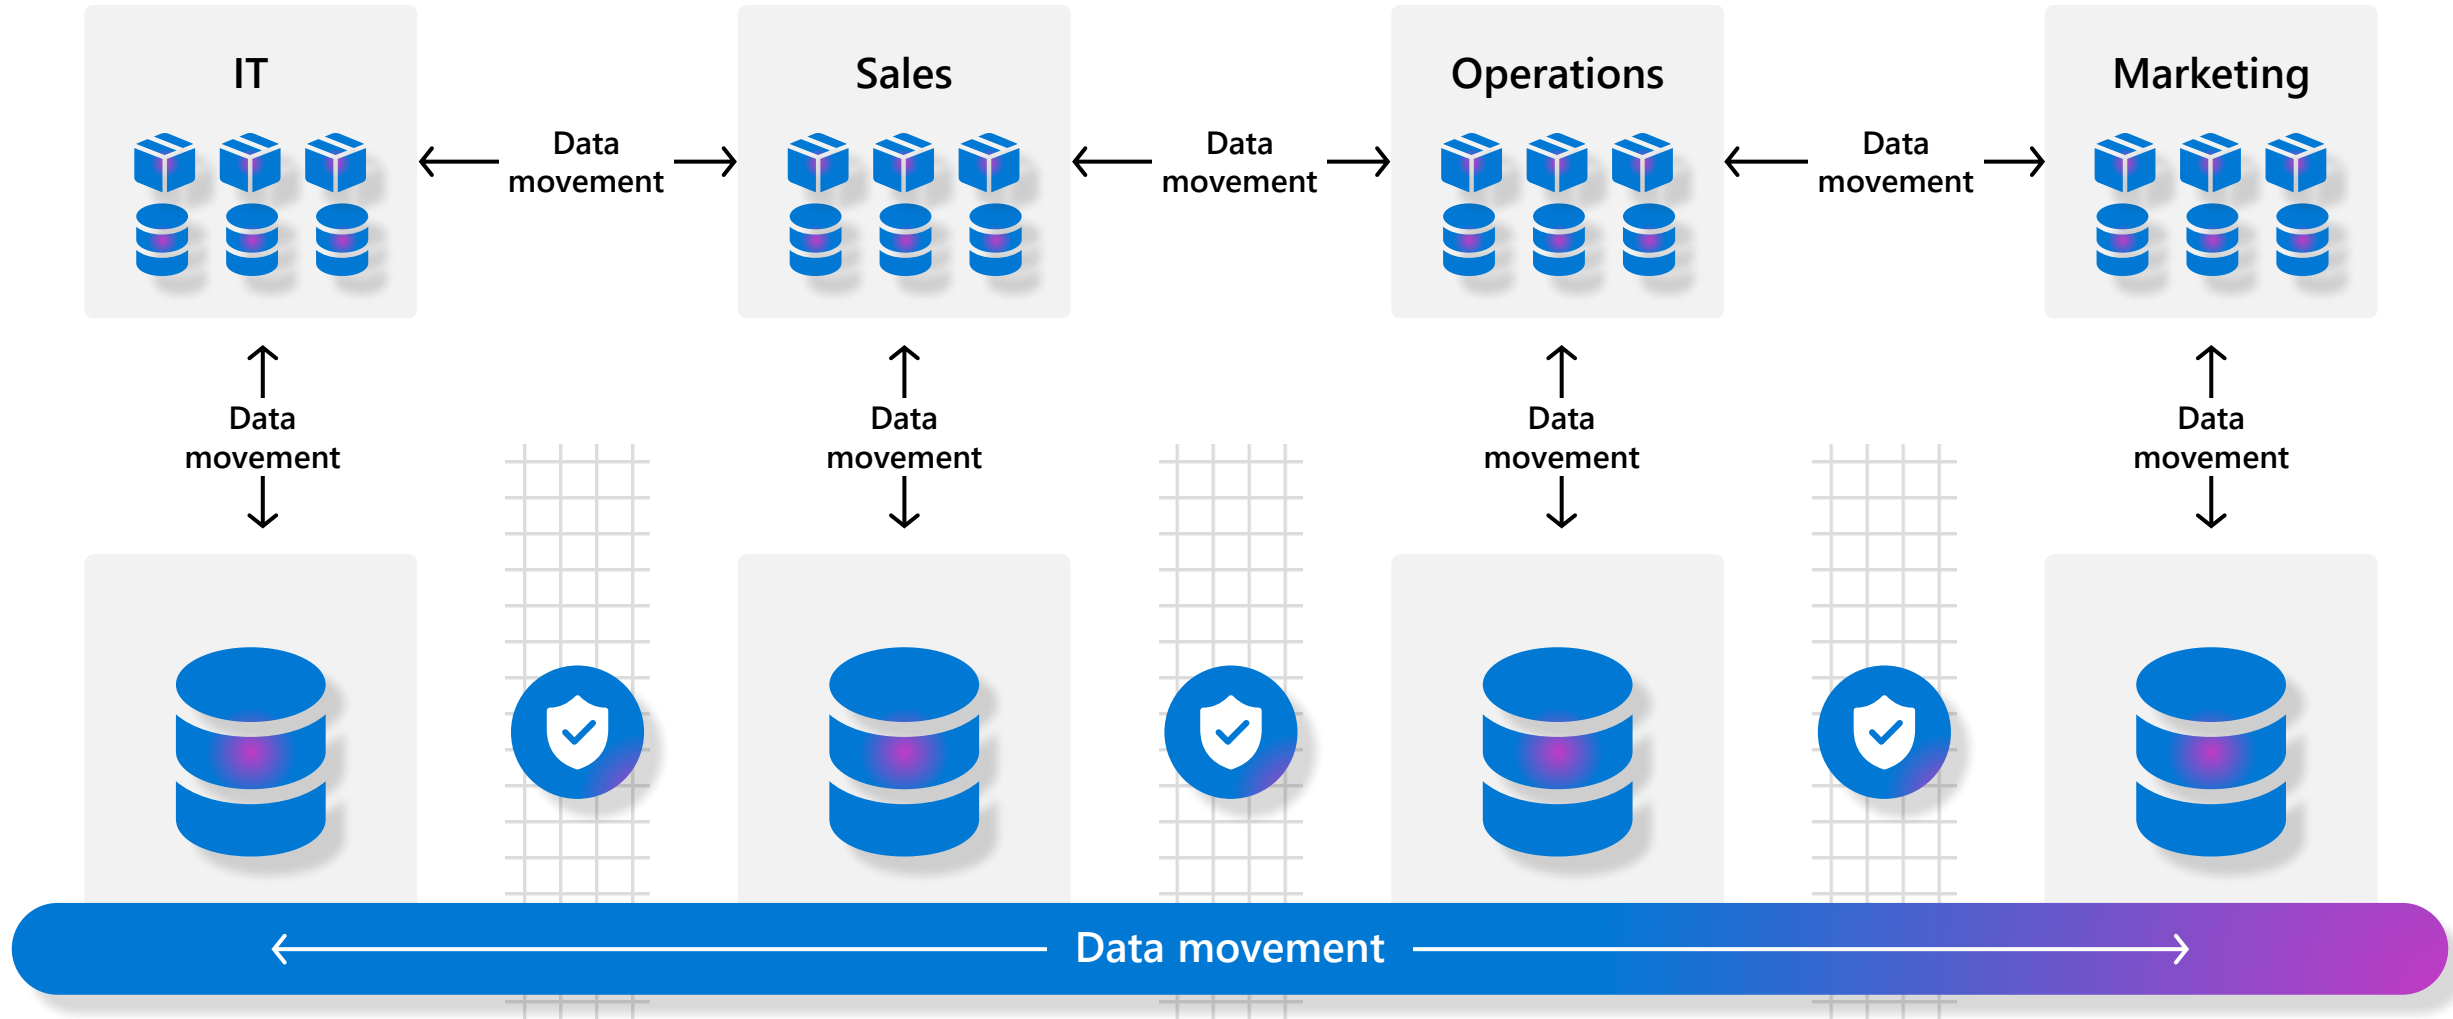 IT
Sales
Operations
Marketing
Data
movement
Data
movement
Data
movement
Data
movement
Data
movement
Data
movement
Data
movement
Data movement